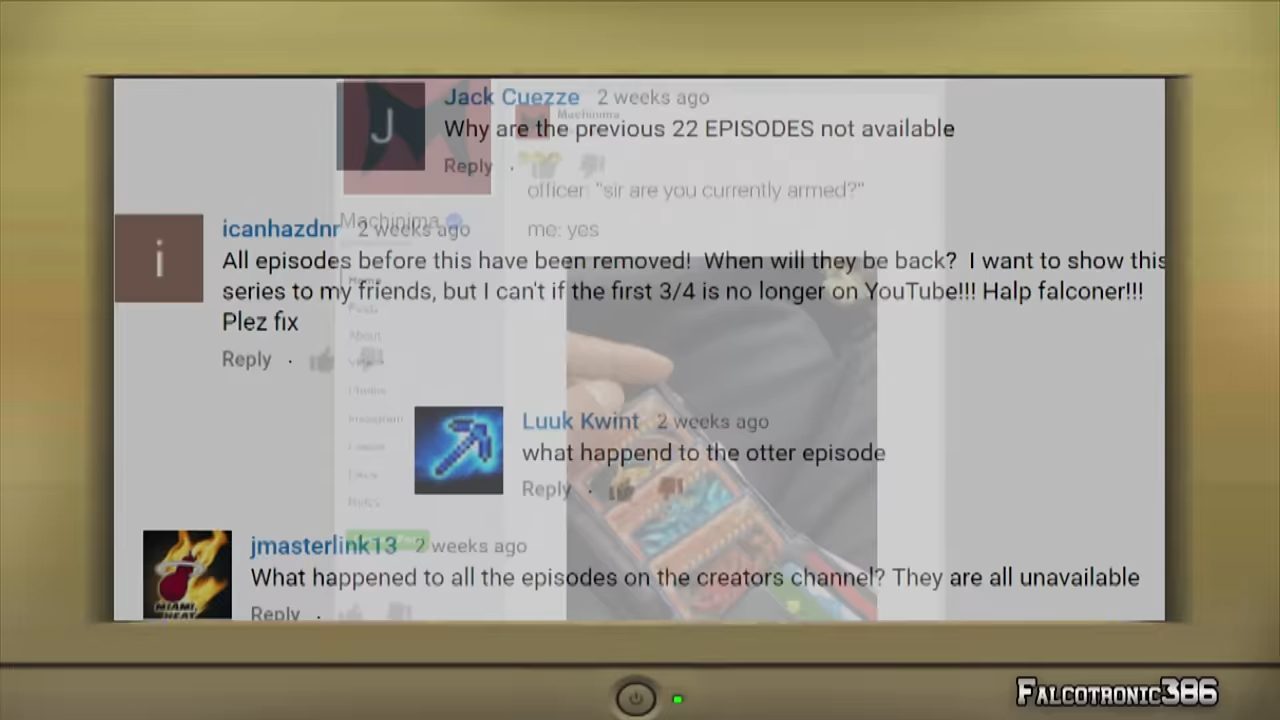 Jack Cuezze 2 weeks ago
Machinima
Why are the previous 22 EPISODES not available
Reply ·
officer: "sir are you currently armed?"
Machinima
me: yes
icanhazdnr 2 weeks ago
All episodes before this have been removed! When will they be back? I want to show this
series to my friends, but I can't if the first 3/4 is no longer on YouTube!!! Halp falconer!!!
Plez fix
About
Reply ·
Luuk Kwint 2 weeks ago
what happend to the otter episode
Reply ·
jmasterlink13 2 weeks ago
What happened to all the episodes on the creators channel? They are all unavailable
MIAMI HEAT
Reply ·
FALCOTRONIC386